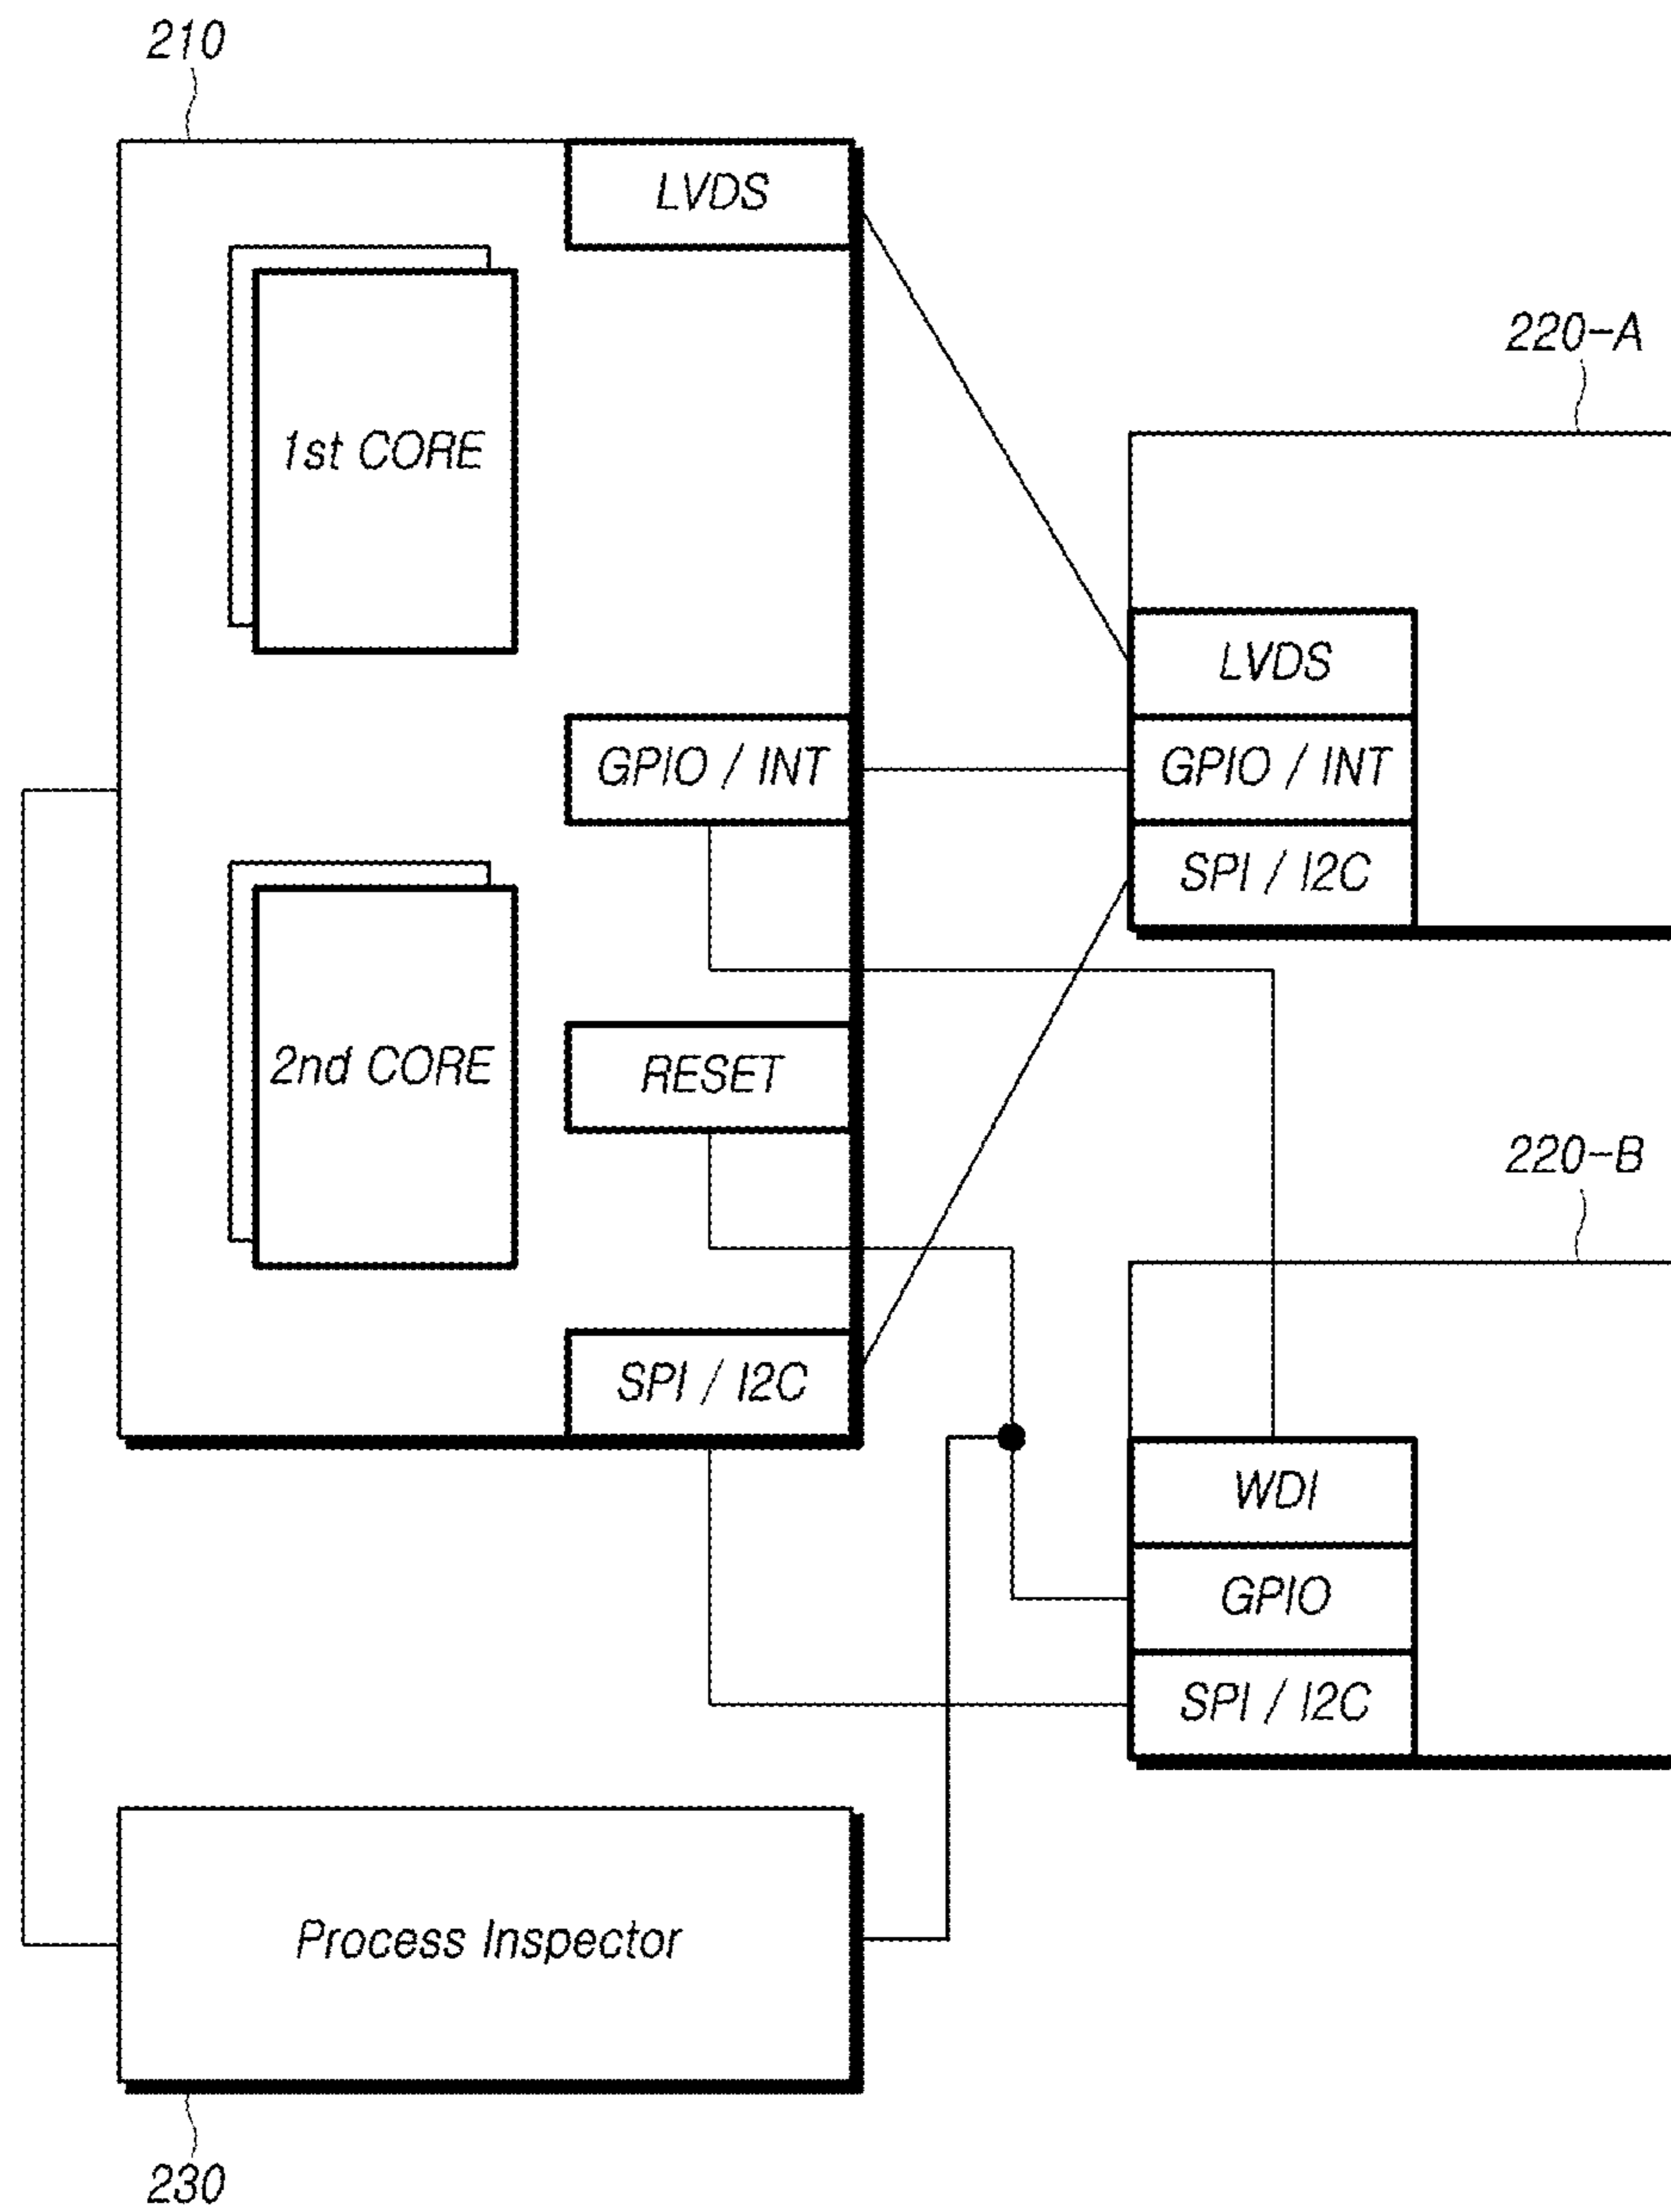 210
LVDS
1st CORE
220-A
LVDS
GPIO / INT
GPIO / INT
SPI / I2C
2nd CORE
RESET
220-B
SPI / I2C
WDI
GPIO
SPI / I2C
Process Inspector
230